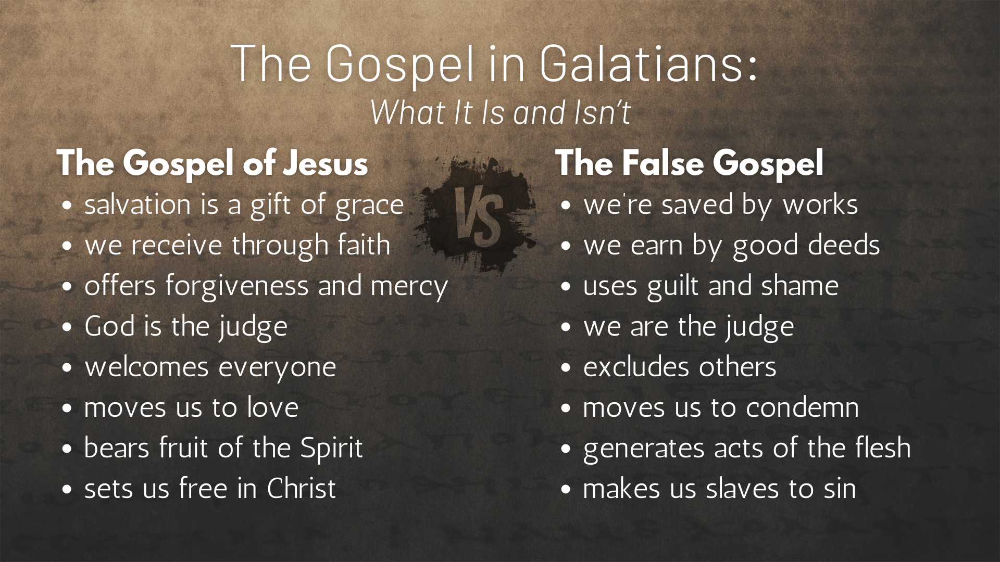 The Gospel in Galatians:
What It Is and Isn't
The Gospel of Jesus
• salvation is a gift of grace
• we receive through faith
• offers forgiveness and mercy
• God is the judge
• welcomes everyone
• moves us to love
• bears fruit of the Spirit
• sets us free in Christ
VS
The False Gospel
• we're saved by works
• we earn by good deeds
• uses guilt and shame
• we are the judge
• excludes others
• moves us to condemn
• generates acts of the flesh
• makes us slaves to sin